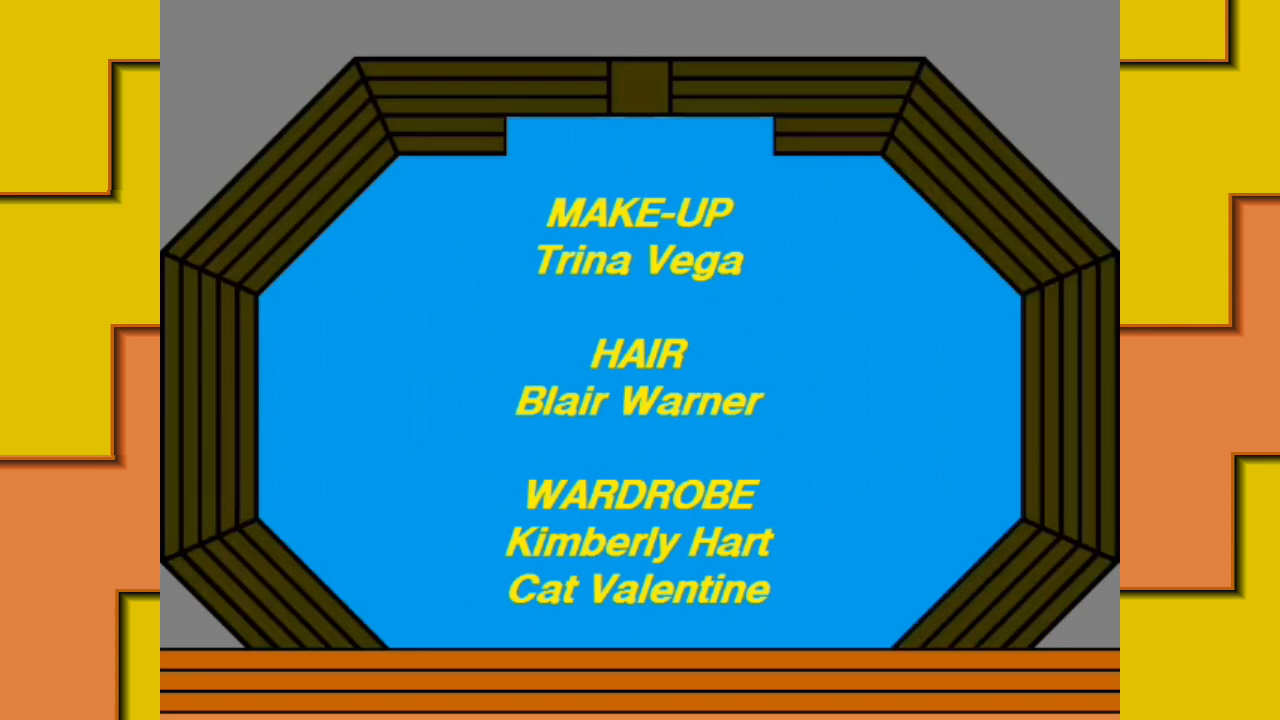 MAKE-UP
Trina Vega
HAIR
Blair Warner
WARDROBE
Kimberly Hart
Cat Valentine